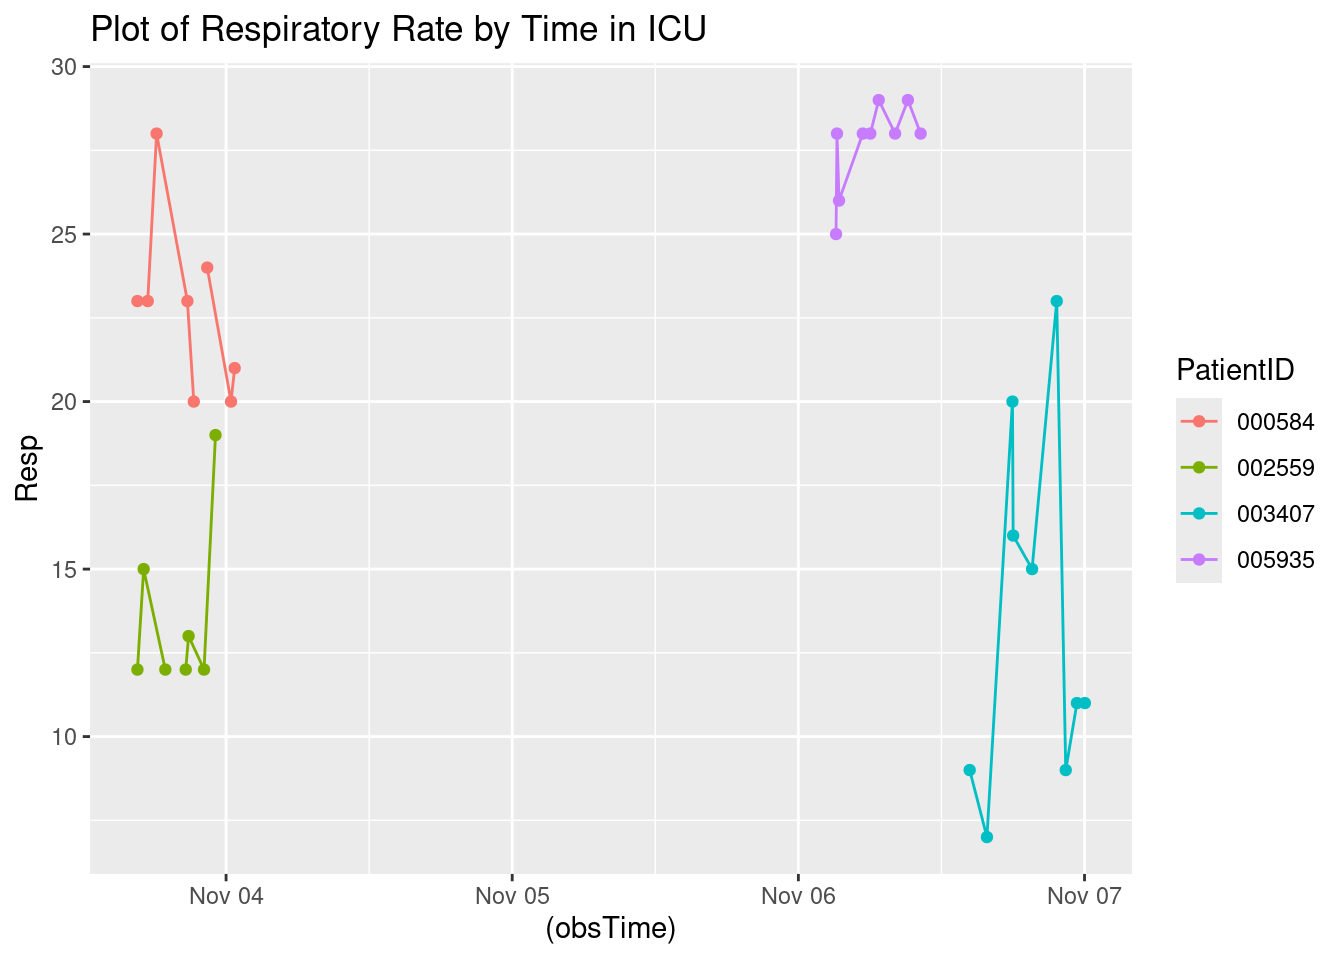 Plot of Respiratory Rate by Time in ICU
30
25
20
15
10
Resp
Nov 04 Nov 05 Nov 06 Nov 07
(obsTime)
PatientID
000584
002559
003407
005935